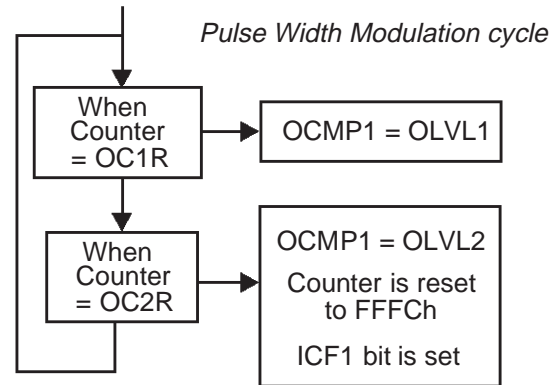 Pulse Width Modulation cycle
When
Counter
= OC1R
OCMP1 = OLVL1
When
Counter
= OC2R
OCMP1 = OLVL2
Counter is reset
to FFFCh
ICF1 bit is set